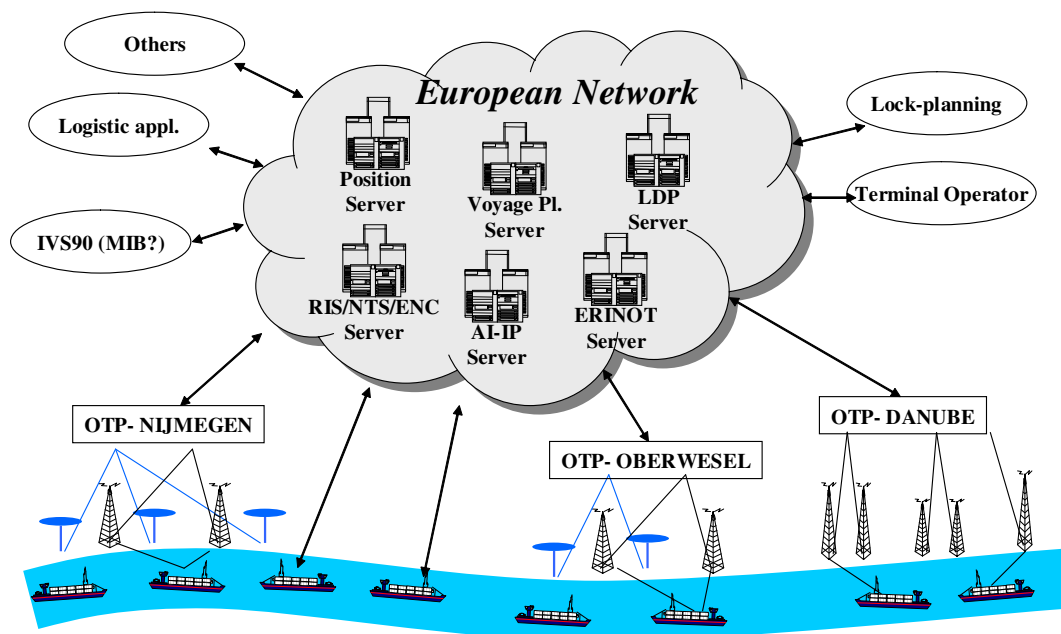 Others
European Network
Lock-planning
Logistic appl.
Position
Server
Voyage Pl.
Server
LDP
Server
Terminal Operator
IVS90 (MIB?)
RIS/NTS/ENC
Server
AI-IP
Server
ERINOT
Server
OTP- NIJMEGEN
OTP- OBERWESEL
OTP- DANUBE